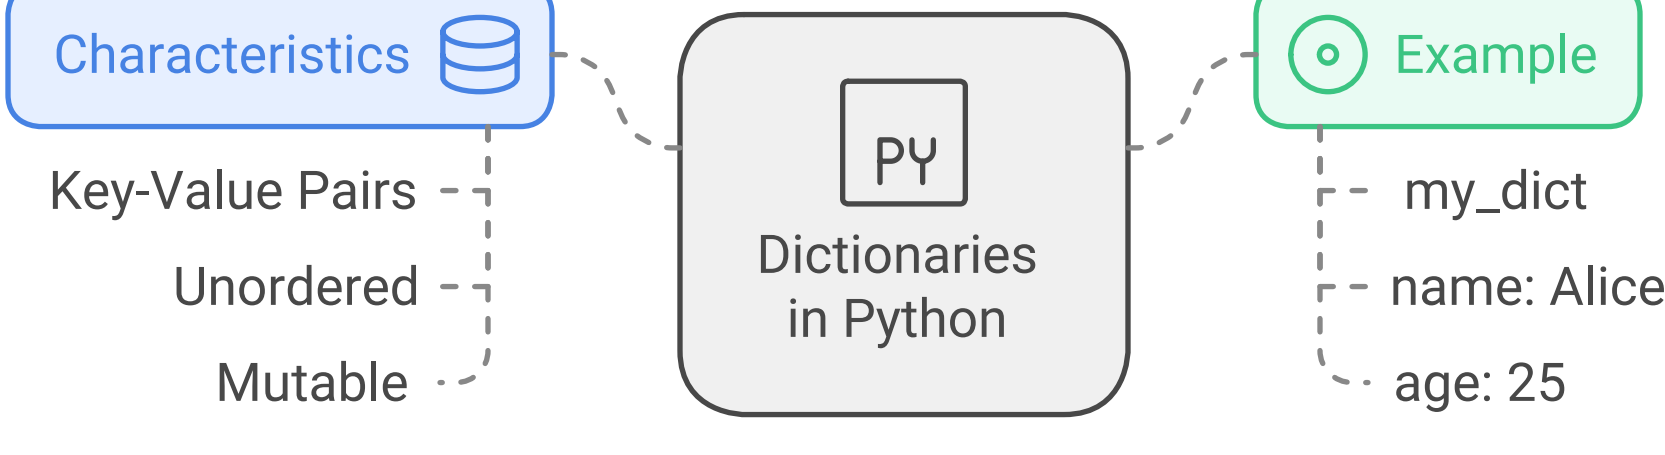 Characteristics
Key-Value Pairs
Unordered
Mutable
PY
Dictionaries
in Python
Example
my_dict
name: Alice
age: 25